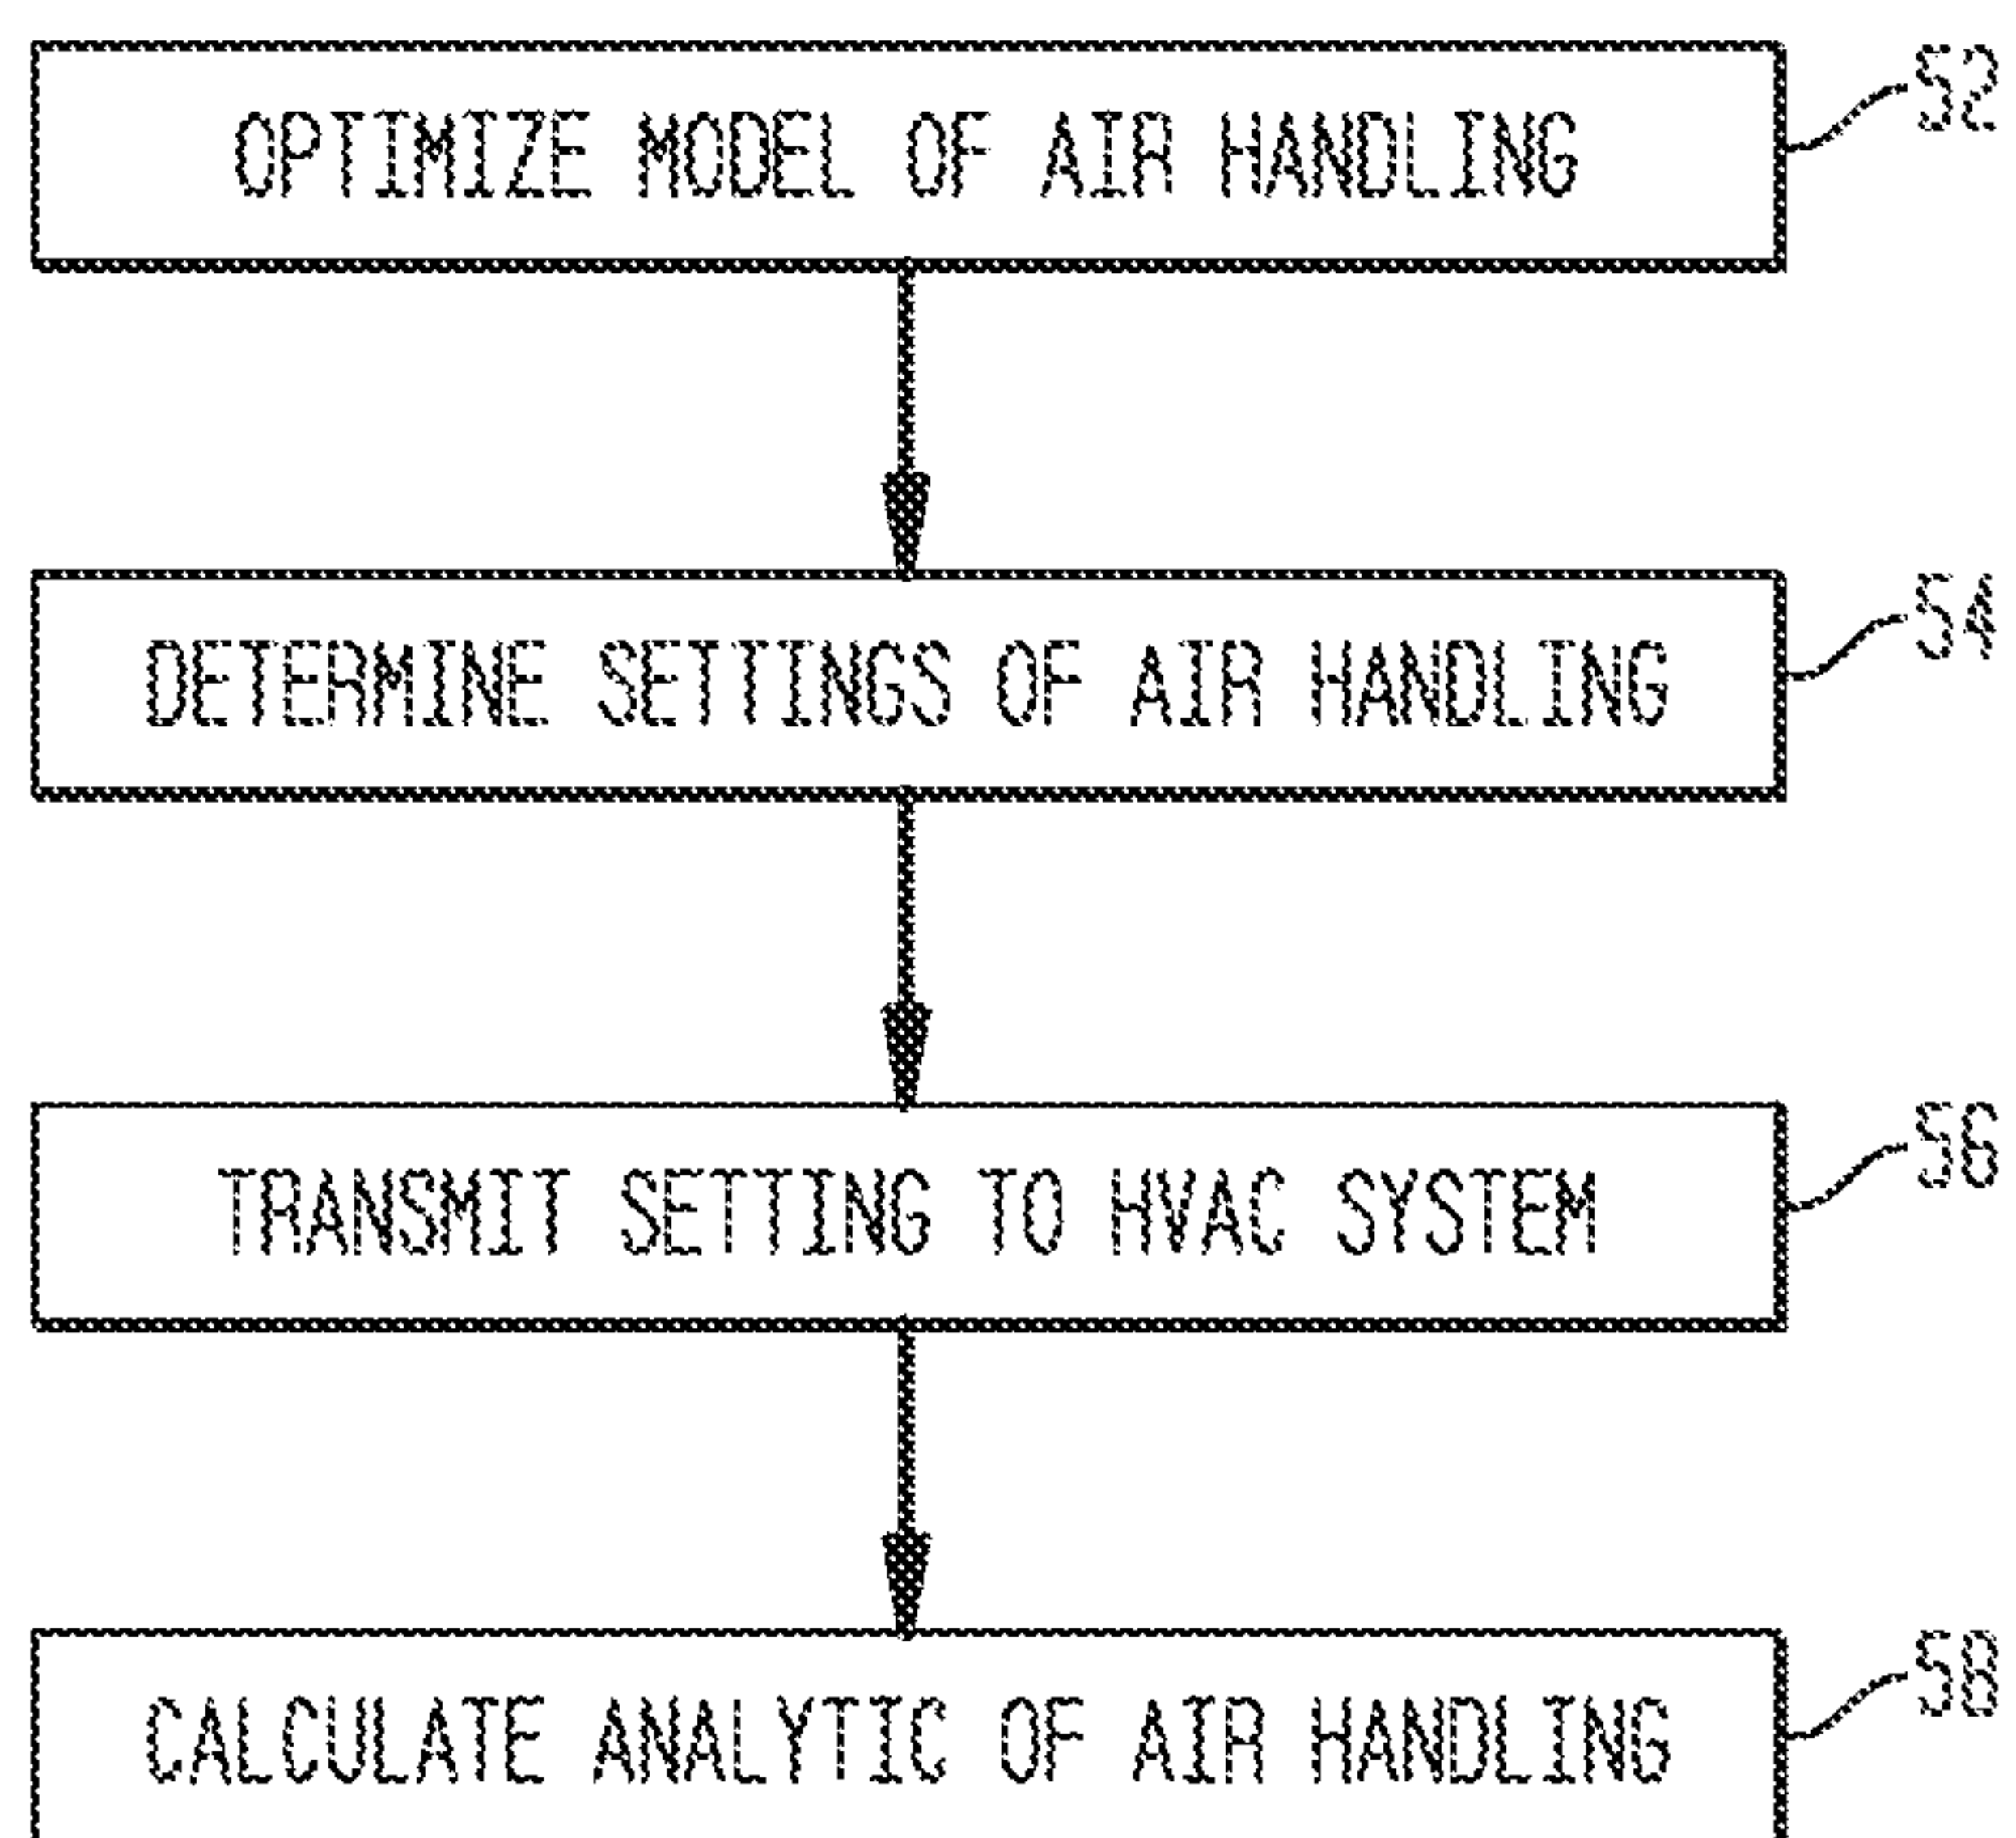 OPTIMIZE MODEL OF AIR HANDLING 52
DETERMINE SETTINGS OF AIR HANDLING 54
TRANSMIT SETTING TO HVAC SYSTEM 56
CALCULATE ANALYTIC OF AIR HANDLING 58